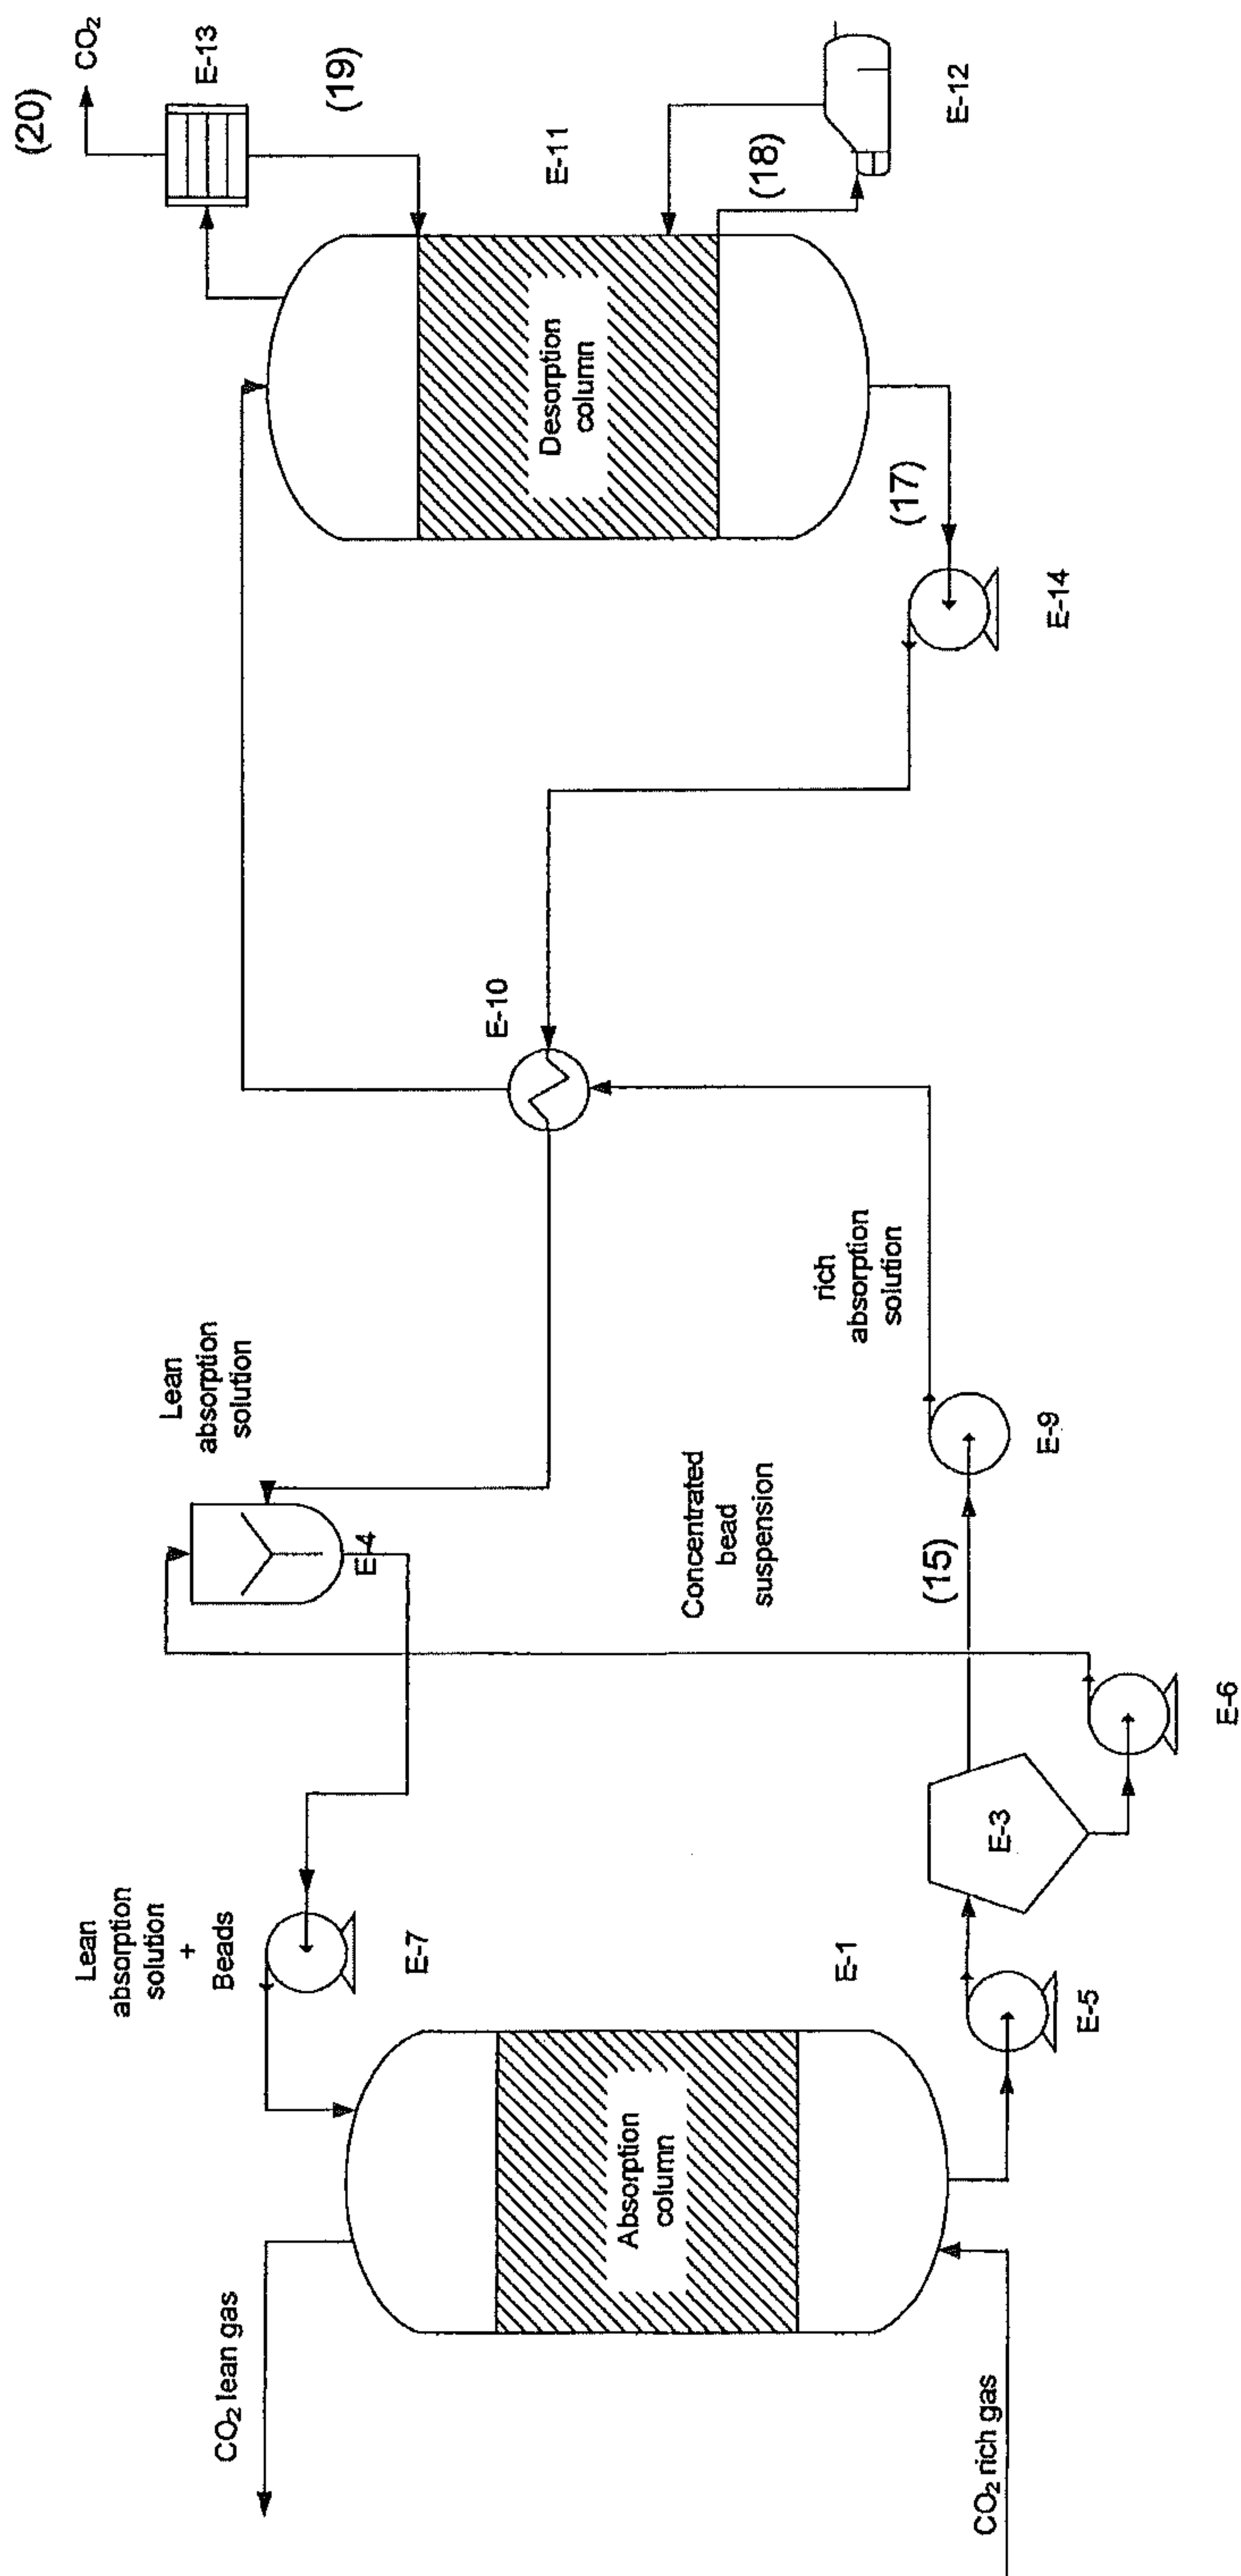 CO₂ lean gas
CO₂ rich gas
Absorption
column
E-1
Lean
absorption
solution
+
Beads
E-7
E-5
E-3
E-6
E-4
Lean
absorption
solution
Concentrated
bead
suspension
(15)
E-9
rich
absorption
solution
E-10
E-14
(17)
Desorption
column
E-11
(18)
E-12
(19)
E-13
(20)
CO₂